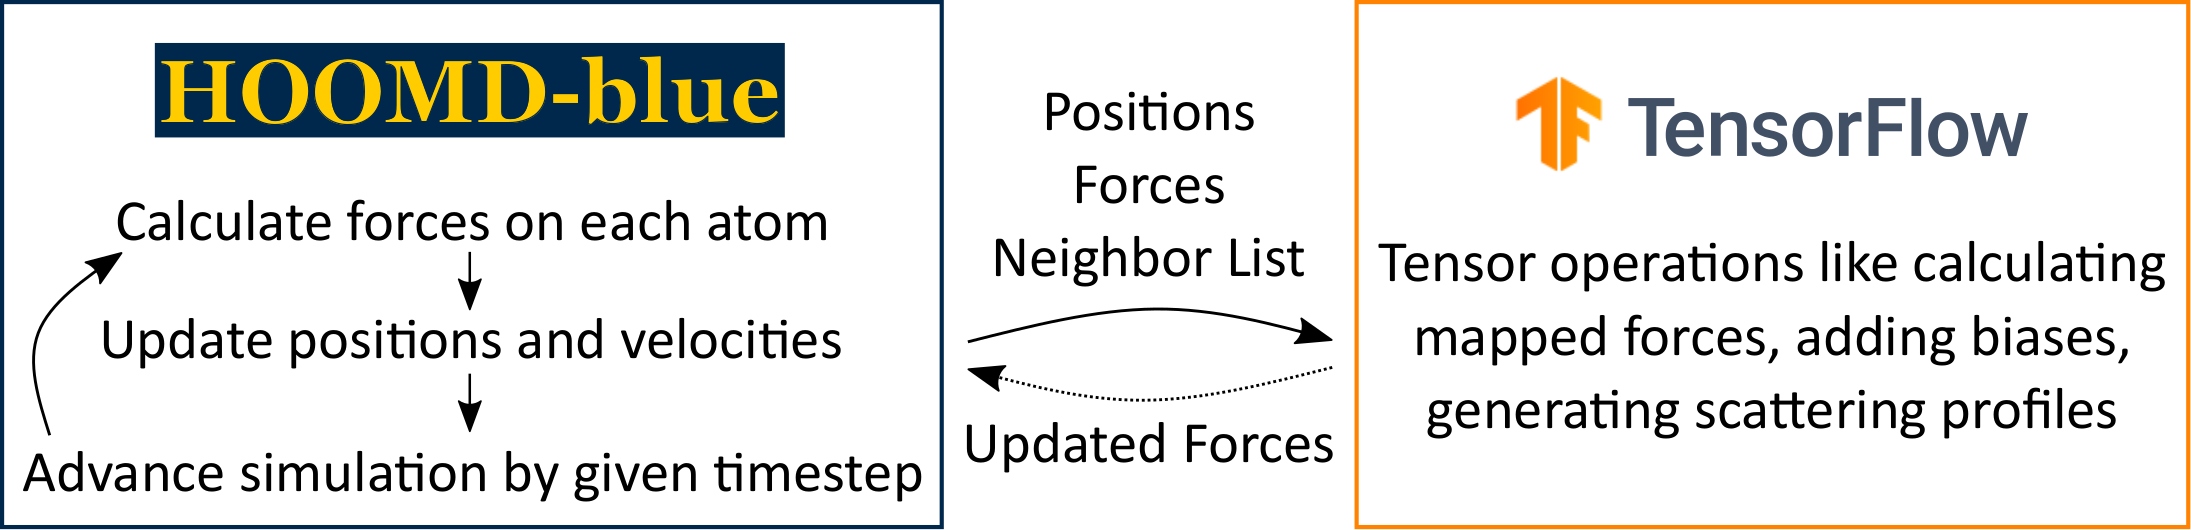 HOOMD-blue
Calculate forces on each atom
Update positions and velocities
Advance simulation by given timestep
Positions
Forces
Neighbor List
Updated Forces
TensorFlow
Tensor operations like calculating
mapped forces, adding biases,
generating scattering profiles